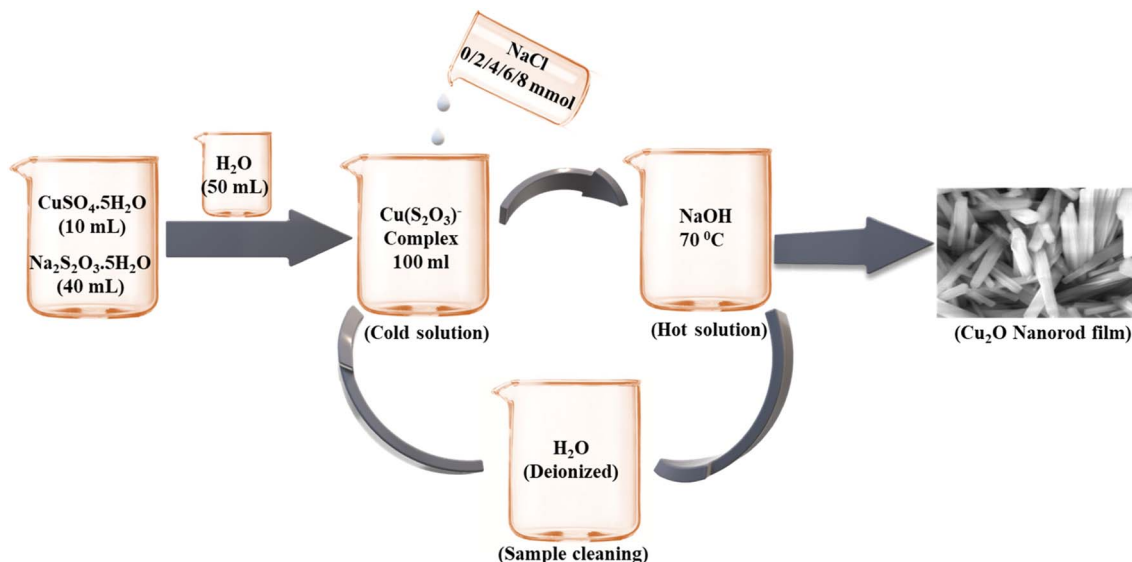 NaCl
0/2/4/6/8 mmol
H₂O
(50 mL)
CuSO₄.5H₂O
(10 mL)
Na₂S₂O₃.5H₂O
(40 mL)
Cu(S₂O₃)⁻
Complex
100 ml
(Cold solution)
NaOH
70 ⁰C
(Hot solution)
(Cu₂O Nanorod film)
H₂O
(Deionized)
(Sample cleaning)